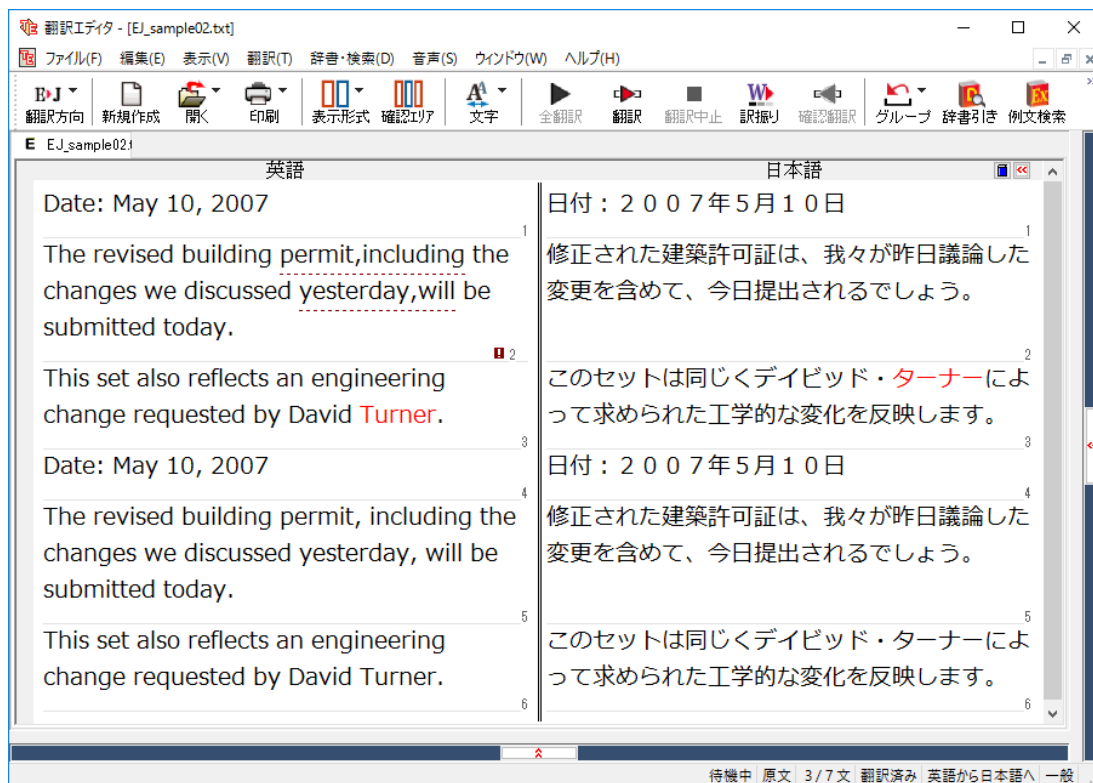 翻訳エディタ - [EJ_sample02.txt]
ファイル(F) 編集(E) 表示(V) 翻訳(T) 辞書・検索(D) 音声(S) ウィンドウ(W) ヘルプ(H)
E▶J
翻訳方向 新規作成 開く 印刷 表示形式 確認エリア 文字 全翻訳 翻訳 翻訳中止 訳振り 確認翻訳 グループ 辞書引き 例文検索
E EJ_sample02.t
英語 日本語
Date: May 10, 2007
1
日付：２００７年５月１０日
1
The revised building permit,including the
changes we discussed yesterday,will be
submitted today.
2
修正された建築許可証は、我々が昨日議論した
変更を含めて、今日提出されるでしょう。
2
This set also reflects an engineering
change requested by David Turner.
3
このセットは同じくデイビッド・ターナーによ
って求められた工学的な変化を反映します。
3
Date: May 10, 2007
4
日付：２００７年５月１０日
4
The revised building permit, including the
changes we discussed yesterday, will be
submitted today.
5
修正された建築許可証は、我々が昨日議論した
変更を含めて、今日提出されるでしょう。
5
This set also reflects an engineering
change requested by David Turner.
6
このセットは同じくデイビッド・ターナーによ
って求められた工学的な変化を反映します。
6
待機中 原文 3/7文 翻訳済み 英語から日本語へ 一般